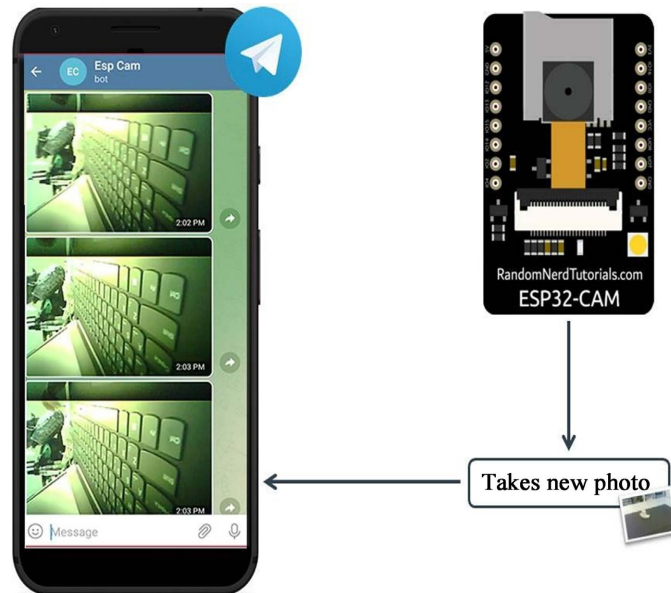 EC
Esp Cam
bot
2:02 PM
2:03 PM
2:03 PM
Message
RandomNerdTutorials.com
ESP32-CAM
Takes new photo